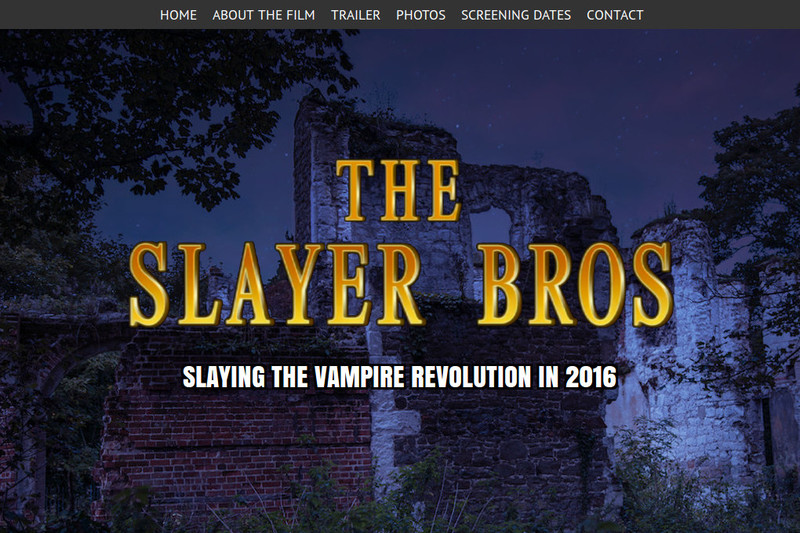 HOME ABOUT THE FILM TRAILER PHOTOS SCREENING DATES CONTACT
THE
SLAYER BROS
SLAYING THE VAMPIRE REVOLUTION IN 2016